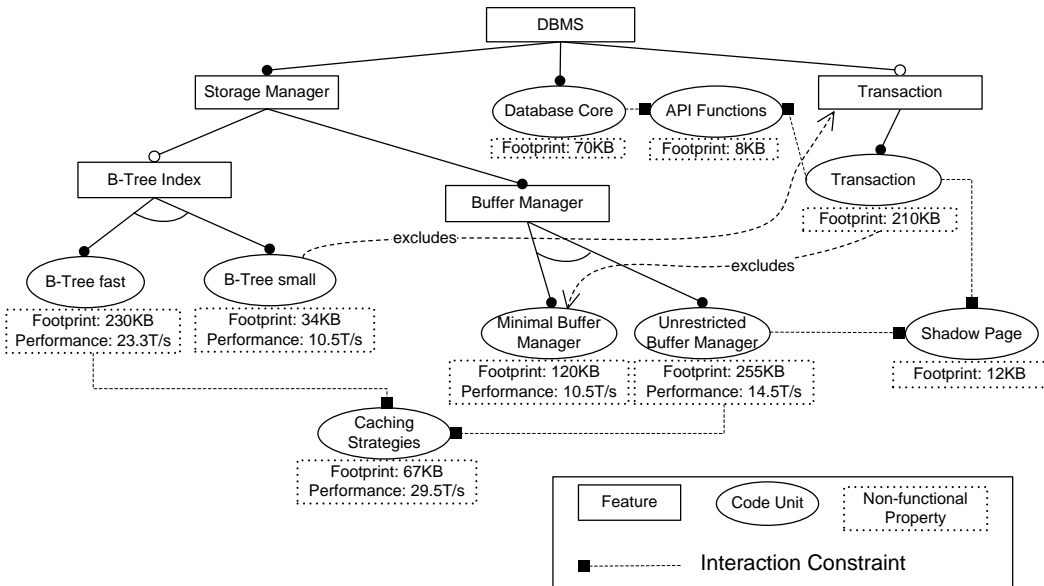 DBMS
Storage Manager
Database Core
API Functions
Transaction
Footprint: 70KB
Footprint: 8KB
B-Tree Index
Buffer Manager
Transaction
Footprint: 210KB
excludes
excludes
B-Tree fast
B-Tree small
Footprint: 230KB
Performance: 23.3T/s
Footprint: 34KB
Performance: 10.5T/s
Minimal Buffer
Manager
Unrestricted
Buffer Manager
Shadow Page
Footprint: 120KB
Performance: 10.5T/s
Footprint: 255KB
Performance: 14.5T/s
Footprint: 12KB
Caching
Strategies
Footprint: 67KB
Performance: 29.5T/s
Feature
Code Unit
Non-functional
Property
Interaction Constraint